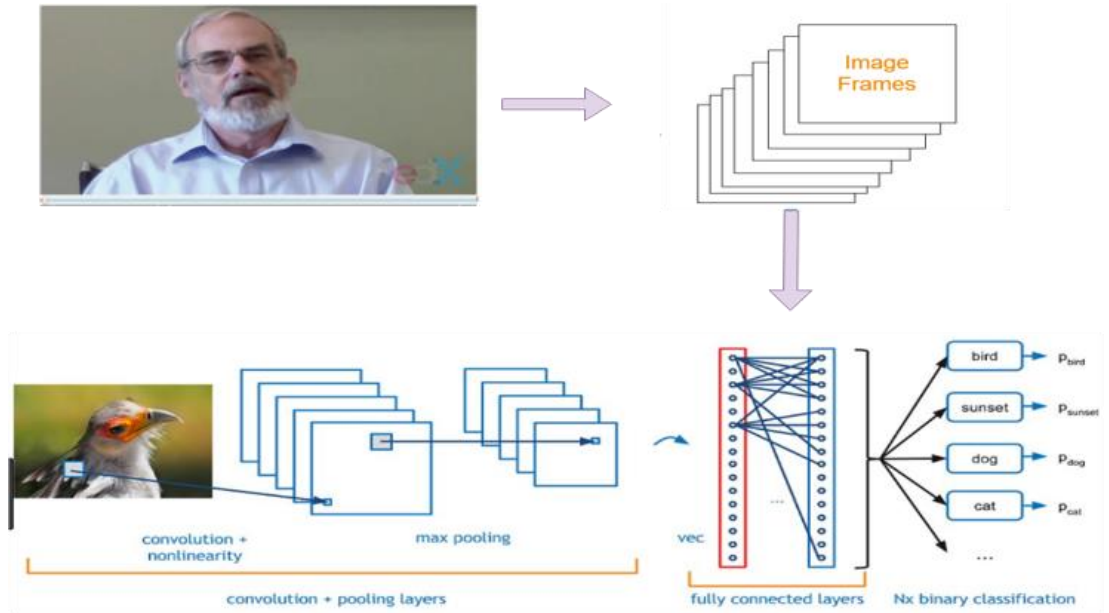 edX
Image
Frames
bird
P_bird
sunset
P_sunset
dog
P_dog
cat
P_cat
...
...
convolution +
nonlinearity
max pooling
vec
convolution + pooling layers
fully connected layers
Nx binary classification